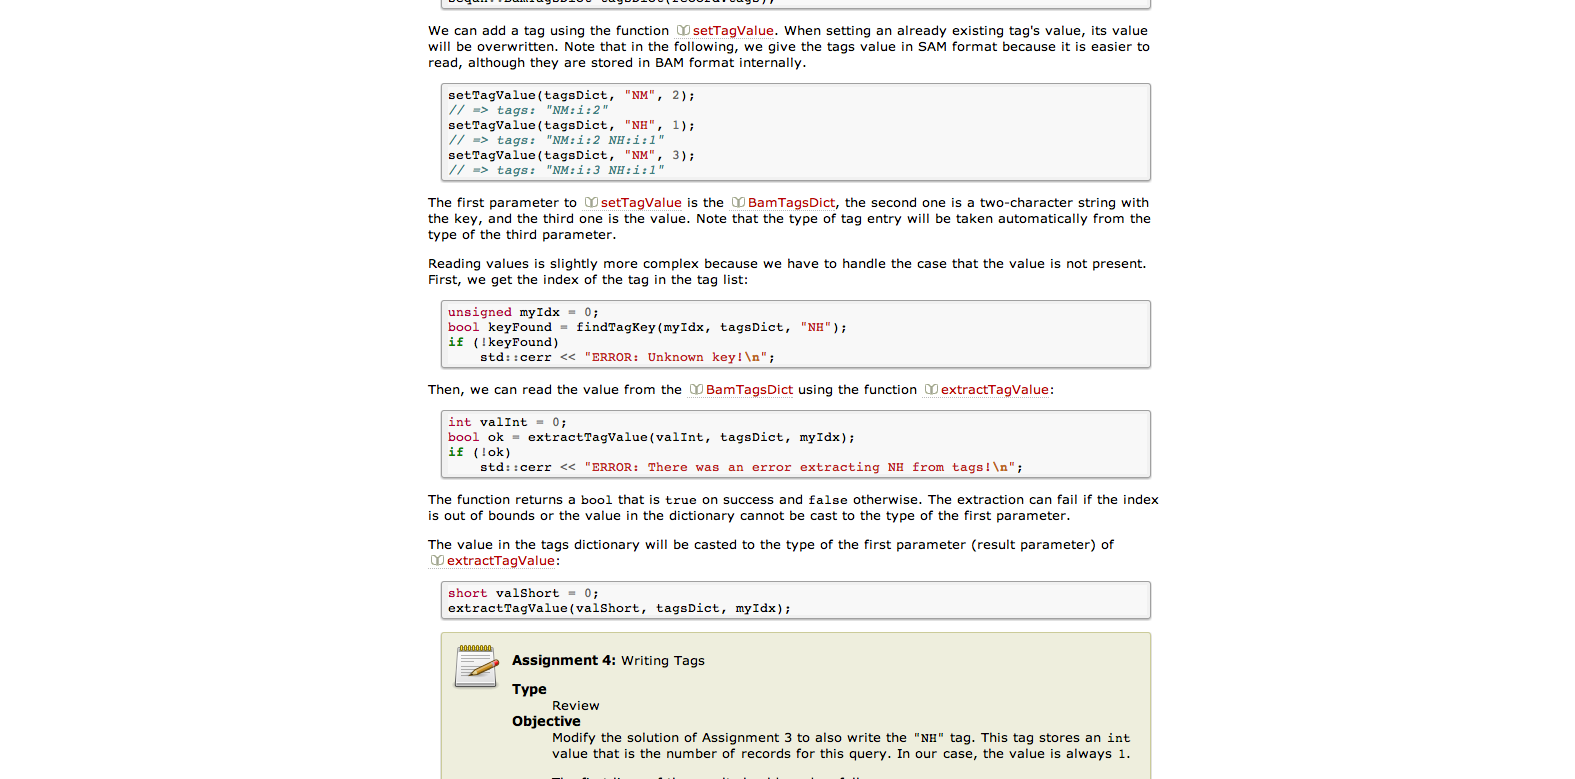 We can add a tag using the function setTagValue. When setting an already existing tag's value, its value
will be overwritten. Note that in the following, we give the tags value in SAM format because it is easier to
read, although they are stored in BAM format internally.
setTagValue(tagsDict, "NM", 2);
// => tags: "NM:i:2"
setTagValue(tagsDict, "NH", 1);
// => tags: "NM:i:2 NH:i:1"
setTagValue(tagsDict, "NM", 3);
// => tags: "NM:i:3 NH:i:1"
The first parameter to setTagValue is the BamTagsDict, the second one is a two-character string with
the key, and the third one is the value. Note that the type of tag entry will be taken automatically from the
type of the third parameter.
Reading values is slightly more complex because we have to handle the case that the value is not present.
First, we get the index of the tag in the tag list:
unsigned myIdx = 0;
bool keyFound = findTagKey(myIdx, tagsDict, "NH");
if (!keyFound)
    std::cerr << "ERROR: Unknown key!\n";
Then, we can read the value from the BamTagsDict using the function extractTagValue:
int valInt = 0;
bool ok = extractTagValue(valInt, tagsDict, myIdx);
if (!ok)
    std::cerr << "ERROR: There was an error extracting NH from tags!\n";
The function returns a bool that is true on success and false otherwise. The extraction can fail if the index
is out of bounds or the value in the dictionary cannot be cast to the type of the first parameter.
The value in the tags dictionary will be casted to the type of the first parameter (result parameter) of
extractTagValue:
short valShort = 0;
extractTagValue(valShort, tagsDict, myIdx);
Assignment 4: Writing Tags
Type
Review
Objective
Modify the solution of Assignment 3 to also write the "NH" tag. This tag stores an int
value that is the number of records for this query. In our case, the value is always 1.